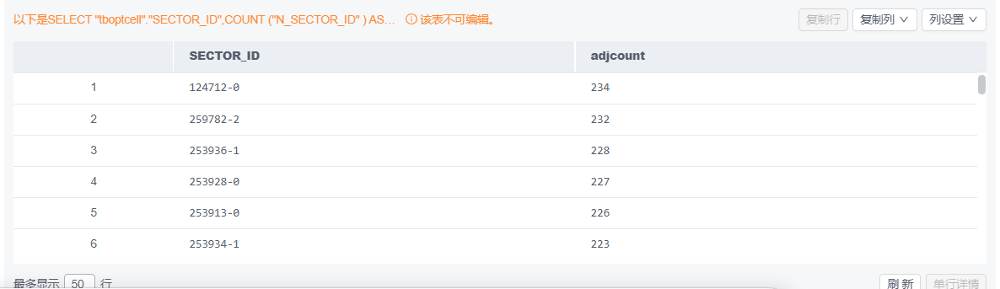 以下是SELECT "tboptcell"."SECTOR_ID",COUNT ("N_SECTOR_ID" ) AS... 该表不可编辑。 复制行 复制列 列设置
SECTOR_ID adjcount
1 124712-0 234
2 259782-2 232
3 253936-1 228
4 253928-0 227
5 253913-0 226
6 253934-1 223
最多显示 50 行 刷 新 单行详情